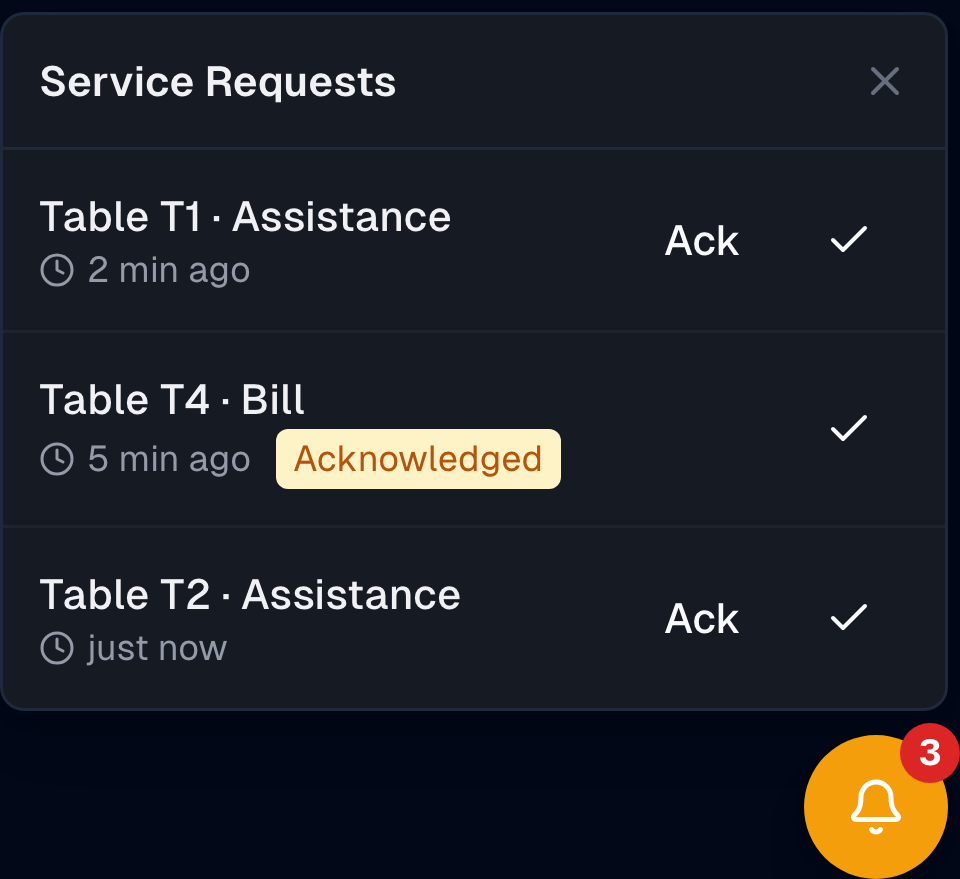 Service Requests
Table T1 · Assistance
2 min ago
Ack
Table T4 · Bill
5 min ago Acknowledged
Table T2 · Assistance
just now
Ack
3